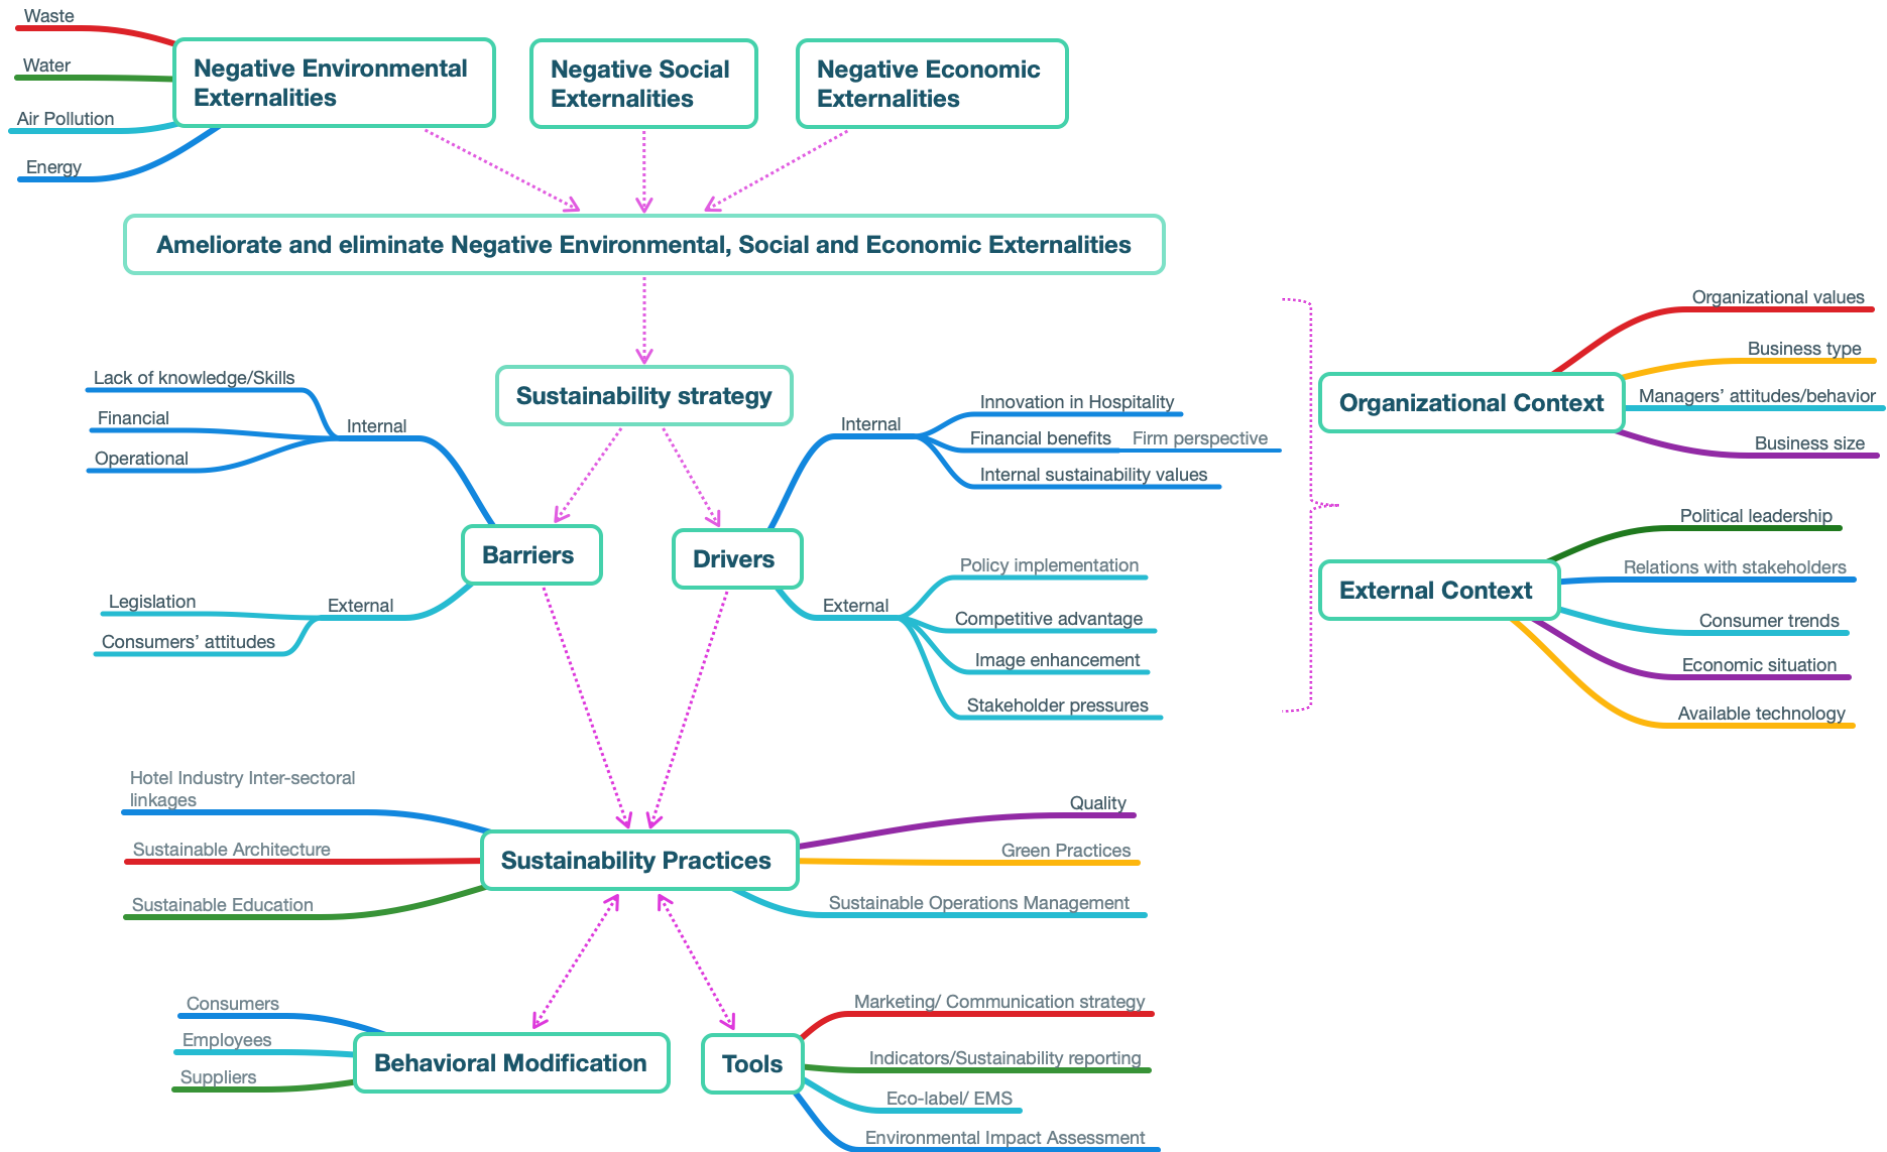 Waste
Water
Air Pollution
Energy
Negative Environmental
Externalities
Negative Social
Externalities
Negative Economic
Externalities
Ameliorate and eliminate Negative Environmental, Social and Economic Externalities
Sustainability strategy
Lack of knowledge/Skills
Financial
Operational
Internal
Barriers
External
Legislation
Consumers’ attitudes
Internal
Innovation in Hospitality
Financial benefits
Firm perspective
Internal sustainability values
Drivers
External
Policy implementation
Competitive advantage
Image enhancement
Stakeholder pressures
Organizational Context
Organizational values
Business type
Managers’ attitudes/behavior
Business size
External Context
Political leadership
Relations with stakeholders
Consumer trends
Economic situation
Available technology
Hotel Industry Inter-sectoral
linkages
Sustainable Architecture
Sustainable Education
Sustainability Practices
Quality
Green Practices
Sustainable Operations Management
Consumers
Employees
Suppliers
Behavioral Modification
Tools
Marketing/ Communication strategy
Indicators/Sustainability reporting
Eco-label/ EMS
Environmental Impact Assessment